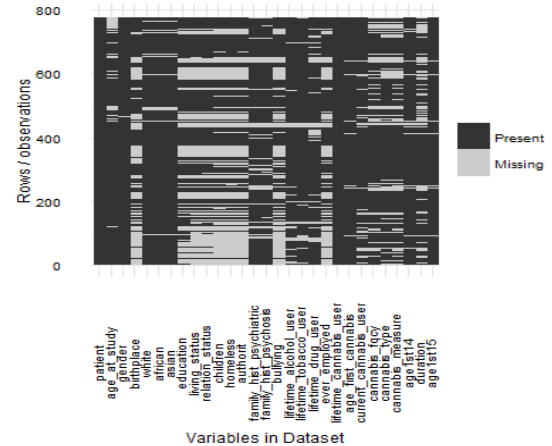 800
600
400
200
0
Rows / observations
Present
Missing
patient
age_at_study
gender
birthplace
white
african
asian
education
living_status
relation_status
children
homeless
authorit
family_hist_psychiatric
family_hist_psychosis
bullying
lifetime_alcohol_user
lifetime_tobacco_user
lifetime_drug_user
ever_employed
lifetime_cannabis_user
age_first_cannabis
current_cannabis_user
cannabis_fqcy
cannabis_type
cannabis_measure
age1st14
duration
age1st15
Variables in Dataset